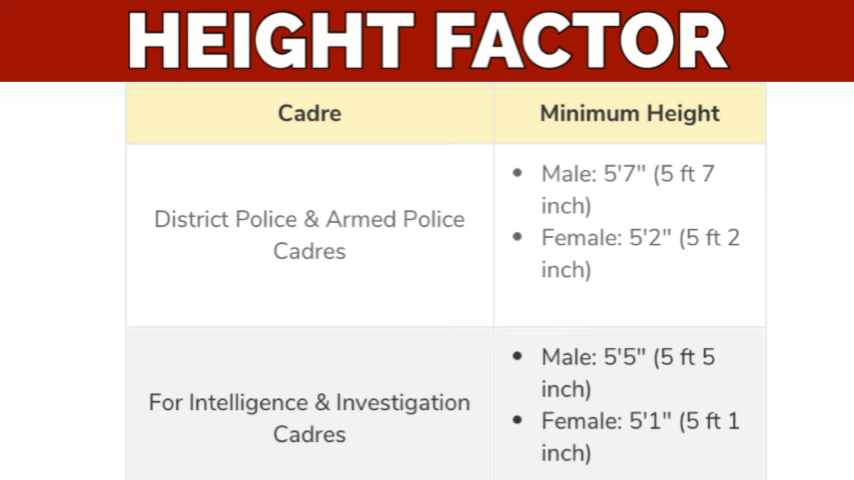 HEIGHT FACTOR
Cadre
Minimum Height
District Police & Armed Police
Cadres
• Male: 5'7" (5 ft 7
inch)
• Female: 5'2" (5 ft 2
inch)
For Intelligence & Investigation
Cadres
• Male: 5'5" (5 ft 5
inch)
• Female: 5'1" (5 ft 1
inch)